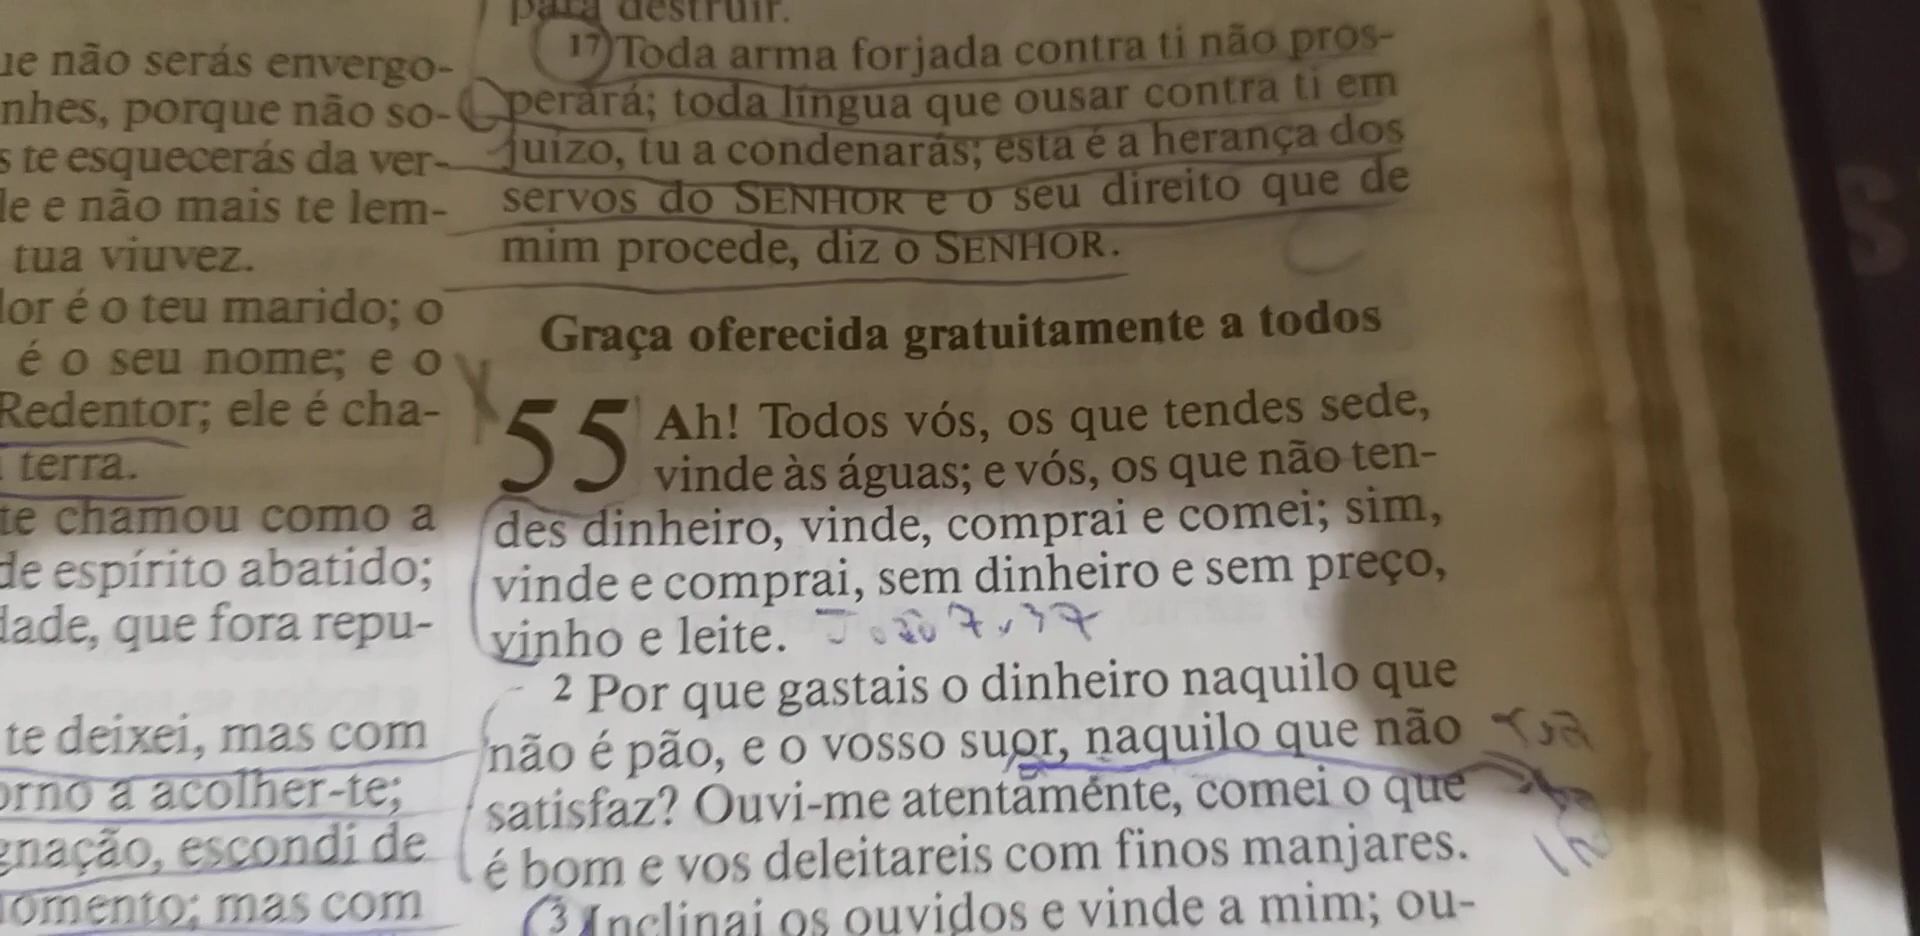 ue não serás envergo-
nhes, porque não so-
s te esquecerás da ver-
le e não mais te lem-
tua viuvez.
dor é o teu marido; o
é o seu nome; e o
Redentor; ele é cha-
terra.
te chamou como a
de espírito abatido;
dade, que fora repu-
te deixei, mas com
orno a acolher-te;
gnação, escondi de
omento; mas com
para destruir.
17 Toda arma forjada contra ti não pros-
perará; toda língua que ousar contra ti em
juízo, tu a condenarás; esta é a herança dos
servos do SENHOR e o seu direito que de
mim procede, diz o SENHOR.
Graça oferecida gratuitamente a todos
55 Ah! Todos vós, os que tendes sede,
vinde às águas; e vós, os que não ten-
des dinheiro, vinde, comprai e comei; sim,
vinde e comprai, sem dinheiro e sem preço,
vinho e leite. João 7v37
2 Por que gastais o dinheiro naquilo que
não é pão, e o vosso suor, naquilo que não
satisfaz? Ouvi-me atentamente, comei o que
é bom e vos deleitareis com finos manjares.
3 Inclinai os ouvidos e vinde a mim; ou-